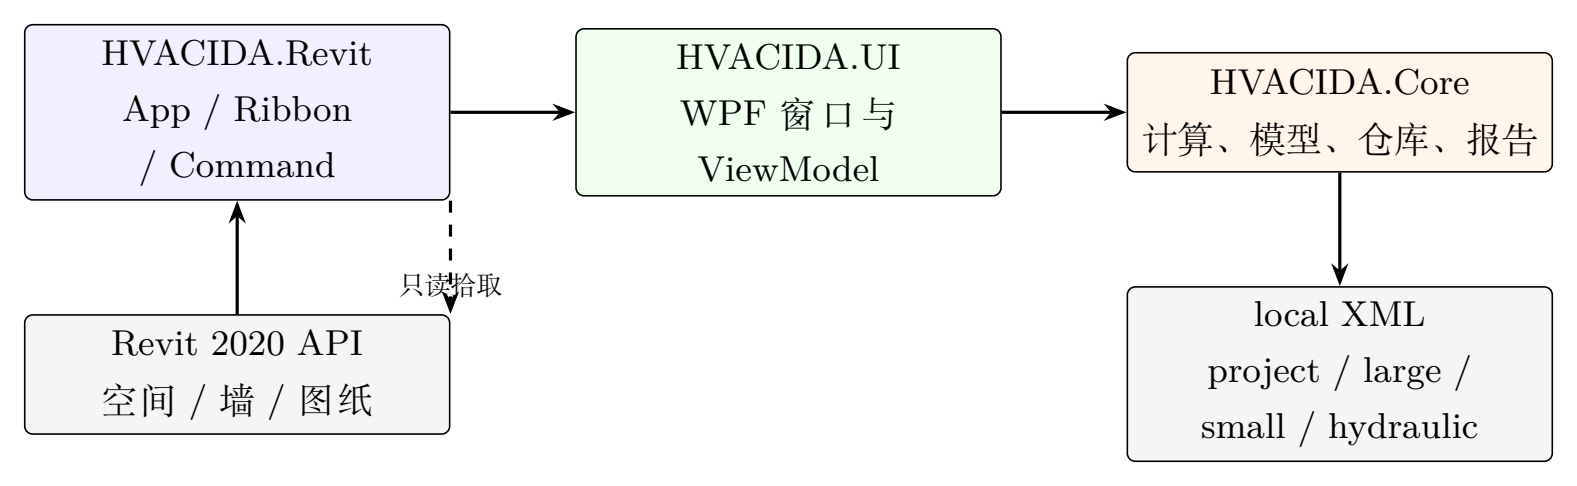 HVACIDA.Revit
App / Ribbon
/ Command
HVACIDA.UI
WPF 窗口与
ViewModel
HVACIDA.Core
计算、模型、仓库、报告
只读拾取
Revit 2020 API
空间 / 墙 / 图纸
local XML
project / large /
small / hydraulic